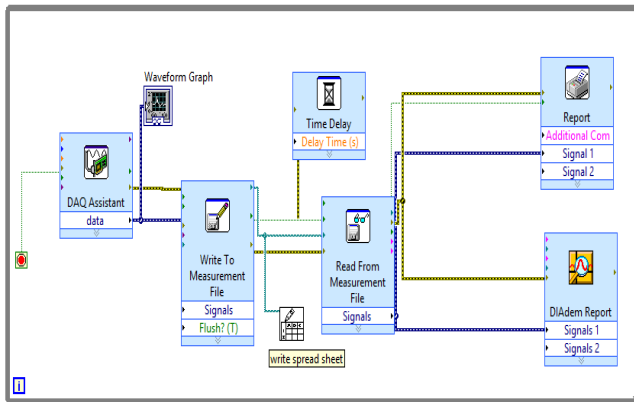 Waveform Graph
DAQ Assistant
data
Write To
Measurement
File
Signals
Flush? (T)
Time Delay
Delay Time (s)
Read From
Measurement
File
Signals
write spread sheet
Report
Additional Com
Signal 1
Signal 2
DIAdem Report
Signals 1
Signals 2
i